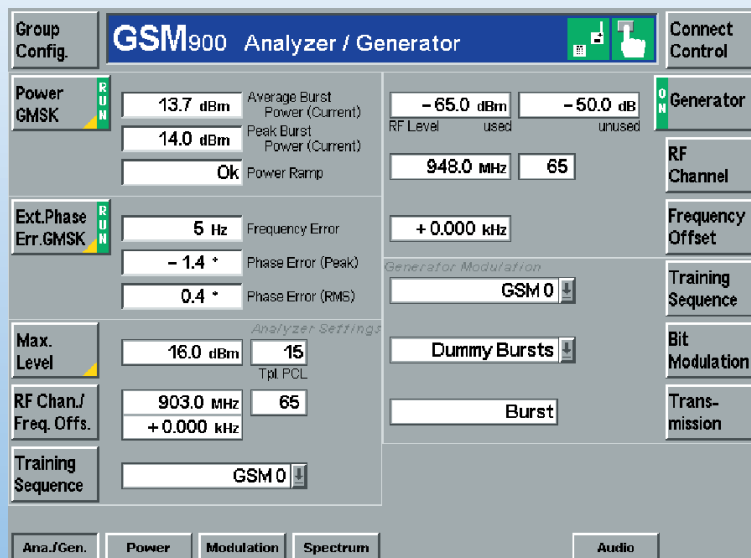 Group
Config.
GSM900 Analyzer / Generator
Connect
Control
Power
GMSK
RUN
13.7 dBm
Average Burst
Power (Current)
14.0 dBm
Peak Burst
Power (Current)
Ok
Power Ramp
Ext.Phase
Err.GMSK
RUN
5 Hz
Frequency Error
– 1.4 °
Phase Error (Peak)
0.4 °
Phase Error (RMS)
Analyzer Settings
Max.
Level
16.0 dBm
15
Tpl. PCL
RF Chan./
Freq. Offs.
903.0 MHz
65
+ 0.000 kHz
Training
Sequence
GSM 0
– 65.0 dBm
– 50.0 dB
RF Level used
unused
948.0 MHz
65
+ 0.000 kHz
Generator Modulation
GSM 0
Dummy Bursts
Burst
ON
Generator
RF
Channel
Frequency
Offset
Training
Sequence
Bit
Modulation
Trans-
mission
Ana./Gen.
Power
Modulation
Spectrum
Audio